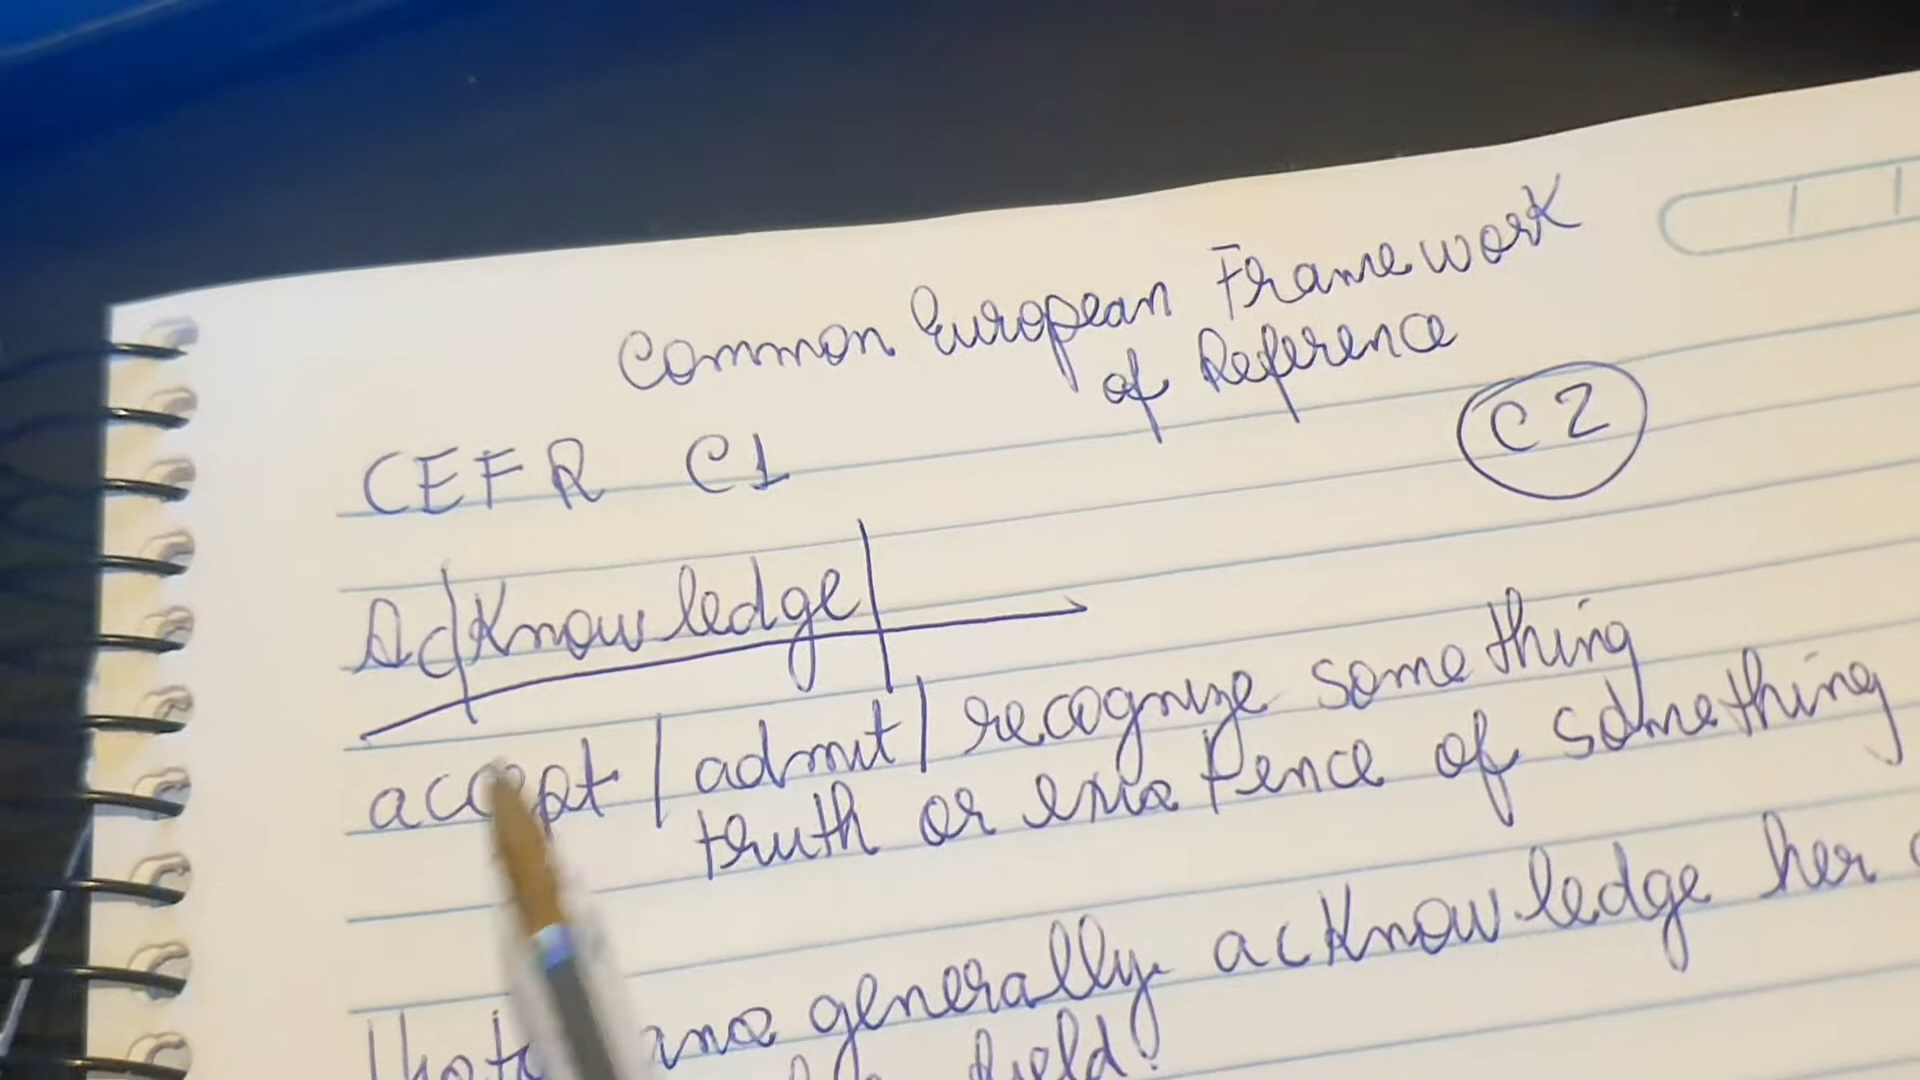 Common European Framework
of Reference
C2
CEFR C1
Acknowledge
accept / admit / recognize something
truth or existence of something
generally acknowledge her
field!